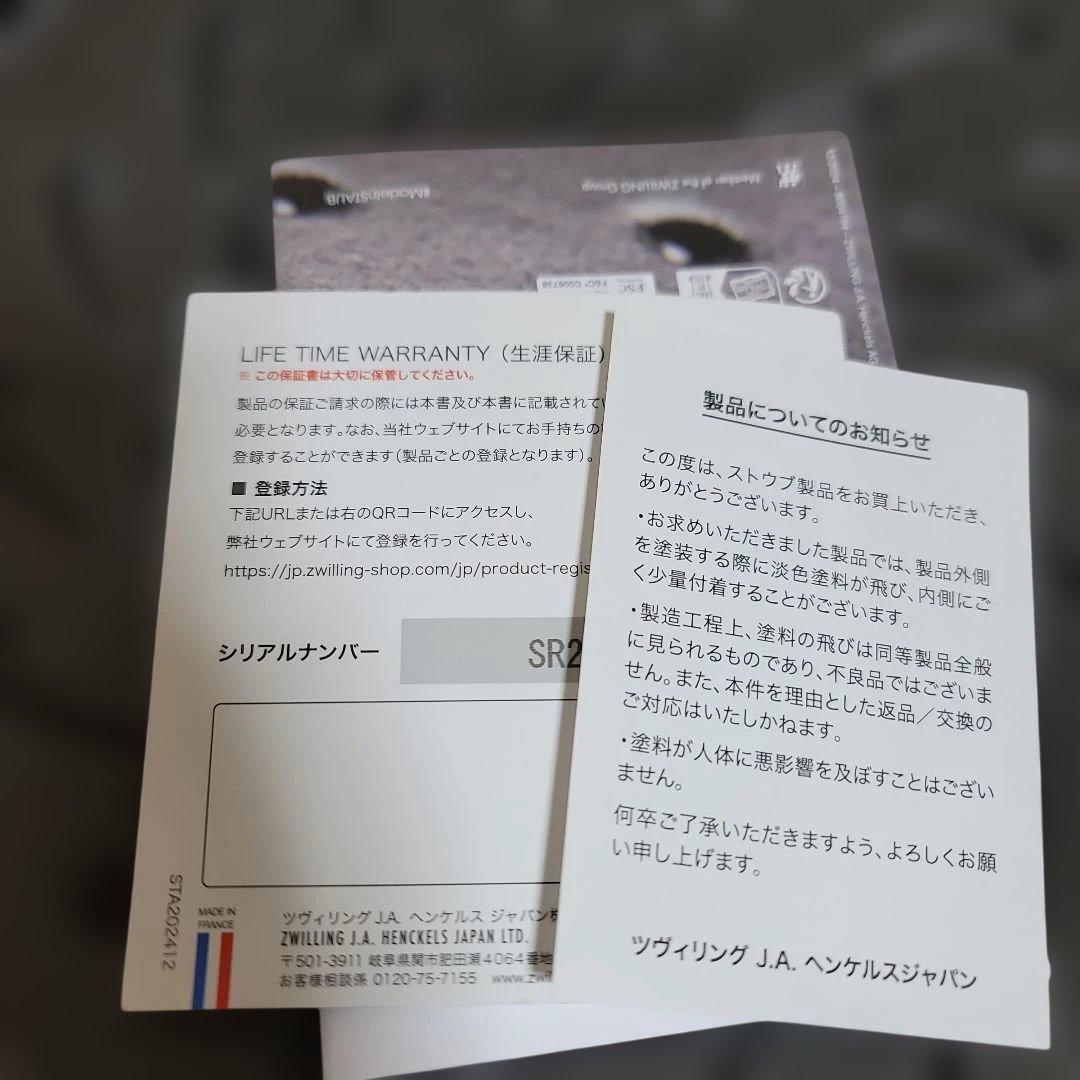 #MadeinSTAUB
Member of the ZWILLING Group
ZWILLING J.A. Henckels AG
FSC
FSC® C006738
LIFE TIME WARRANTY（生涯保証）
※ この保証書は大切に保管してください。
製品の保証ご請求の際には本書及び本書に記載されてい
必要となります。なお、当社ウェブサイトにてお手持ちの
登録することができます（製品ごとの登録となります）。
■ 登録方法
下記URLまたは右のQRコードにアクセスし、
弊社ウェブサイトにて登録を行ってください。
https://jp.zwilling-shop.com/jp/product-regis
シリアルナンバー
SR2
STA202412
MADE IN
FRANCE
ツヴィリング J.A. ヘンケルス ジャパン株
ZWILLING J.A. HENCKELS JAPAN LTD.
〒501-3911 岐阜県関市肥田瀬4064番地
お客様相談係 0120-75-7155 www.zwil
製品についてのお知らせ
この度は、ストウブ製品をお買上いただき、
ありがとうございます。
・お求めいただきました製品では、製品外側
を塗装する際に淡色塗料が飛び、内側にご
く少量付着することがございます。
・製造工程上、塗料の飛びは同等製品全般
に見られるものであり、不良品ではございま
せん。また、本件を理由とした返品／交換の
ご対応はいたしかねます。
・塗料が人体に悪影響を及ぼすことはござい
ません。
何卒ご了承いただきますよう、よろしくお願
い申し上げます。
ツヴィリング J.A. ヘンケルスジャパン